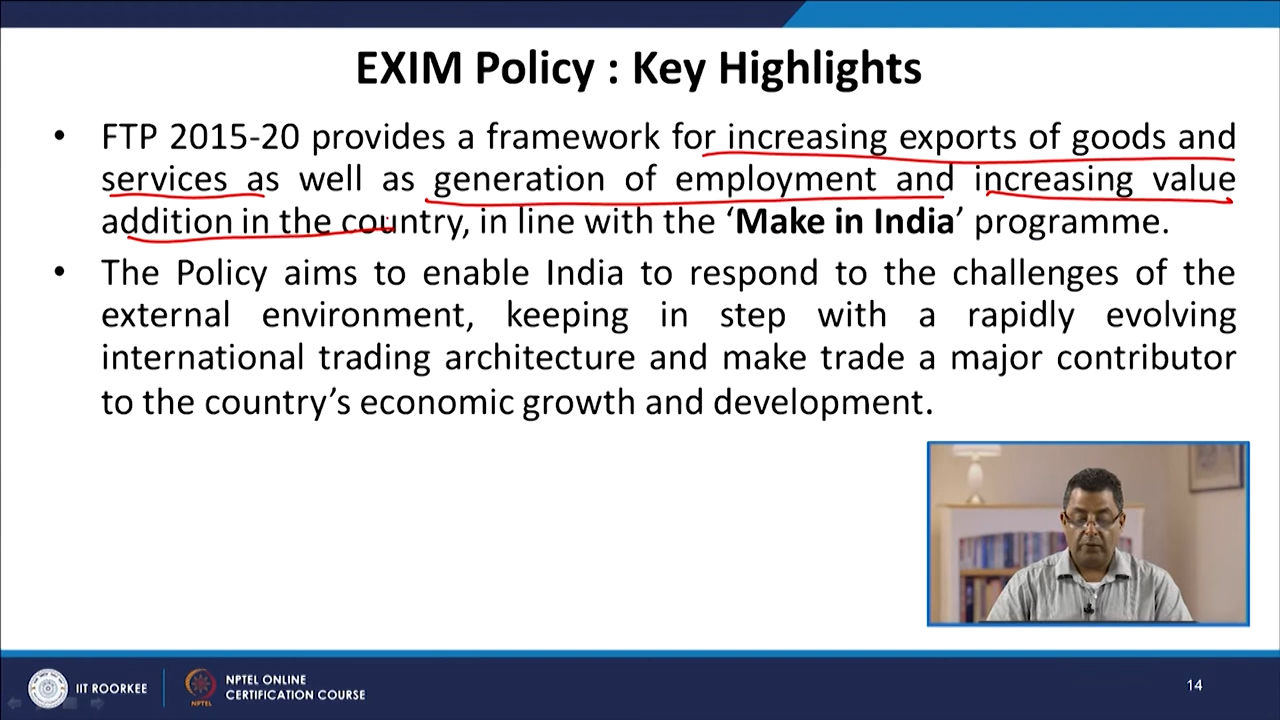 EXIM Policy : Key Highlights
• FTP 2015-20 provides a framework for increasing exports of goods and
services as well as generation of employment and increasing value
addition in the country, in line with the ‘Make in India’ programme.
• The Policy aims to enable India to respond to the challenges of the
external environment, keeping in step with a rapidly evolving
international trading architecture and make trade a major contributor
to the country’s economic growth and development.
IIT ROORKEE
NPTEL
NPTEL ONLINE
CERTIFICATION COURSE
14